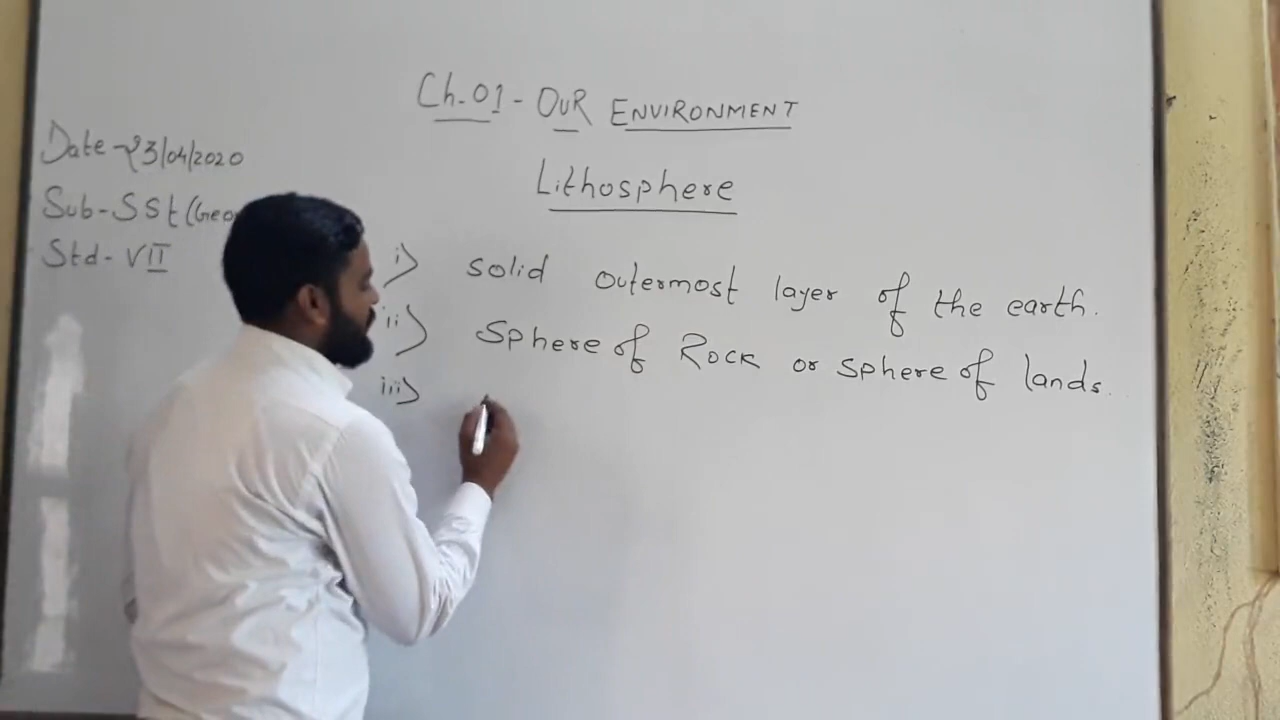 Ch.01 - OUR ENVIRONMENT
Date - 23/04/2020
Lithosphere
Sub - SSt (Geo
Std - VII
i) solid outermost layer of the earth.
ii) Sphere of Rock or sphere of lands.
iii)